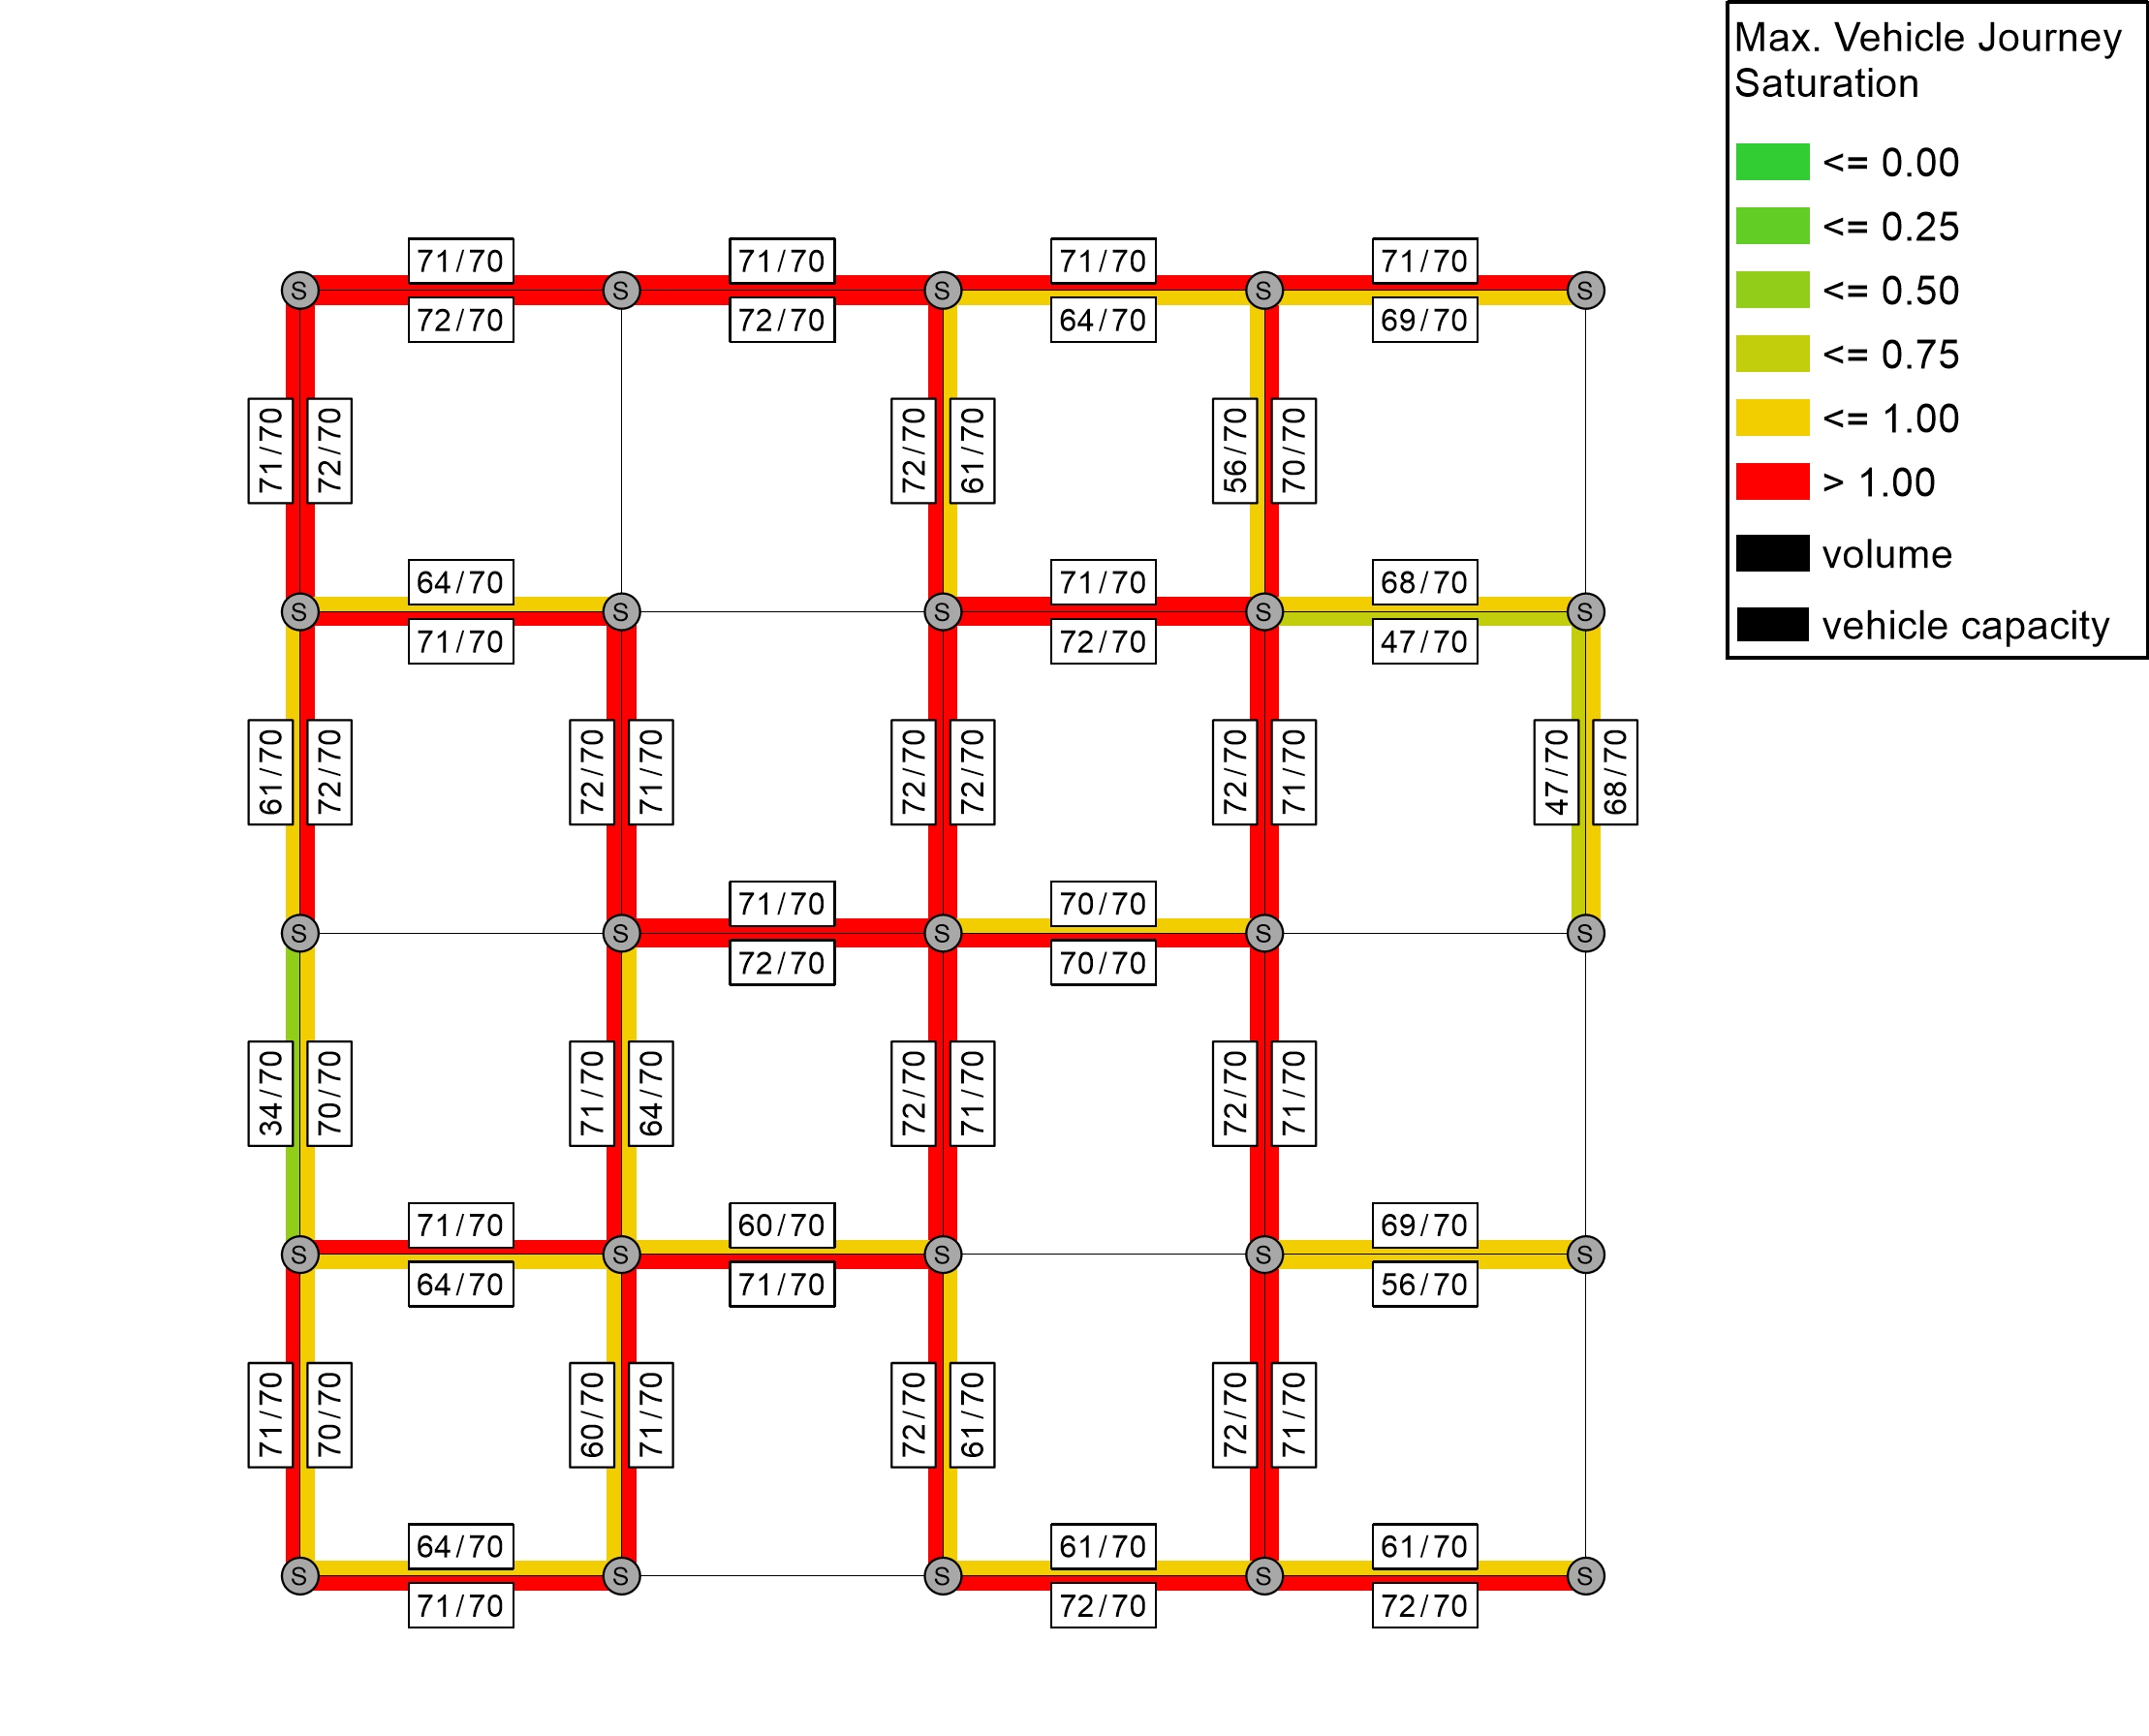 Max. Vehicle Journey
Saturation
<= 0.00
<= 0.25
<= 0.50
<= 0.75
<= 1.00
> 1.00
volume
vehicle capacity
71/70 71/70 71/70 71/70
S S S S S
72/70 72/70 64/70 69/70
71/70 72/70 72/70 61/70 56/70 70/70
64/70 71/70 68/70
S S S S S
71/70 72/70 47/70
61/70 72/70 72/70 71/70 72/70 72/70 72/70 71/70 47/70 68/70
71/70 70/70
S S S S S
72/70 70/70
34/70 70/70 71/70 64/70 72/70 71/70 72/70 71/70
71/70 60/70 69/70
S S S S S
64/70 71/70 56/70
71/70 70/70 60/70 71/70 72/70 61/70 72/70 71/70
64/70 61/70 61/70
S S S S S
71/70 72/70 72/70